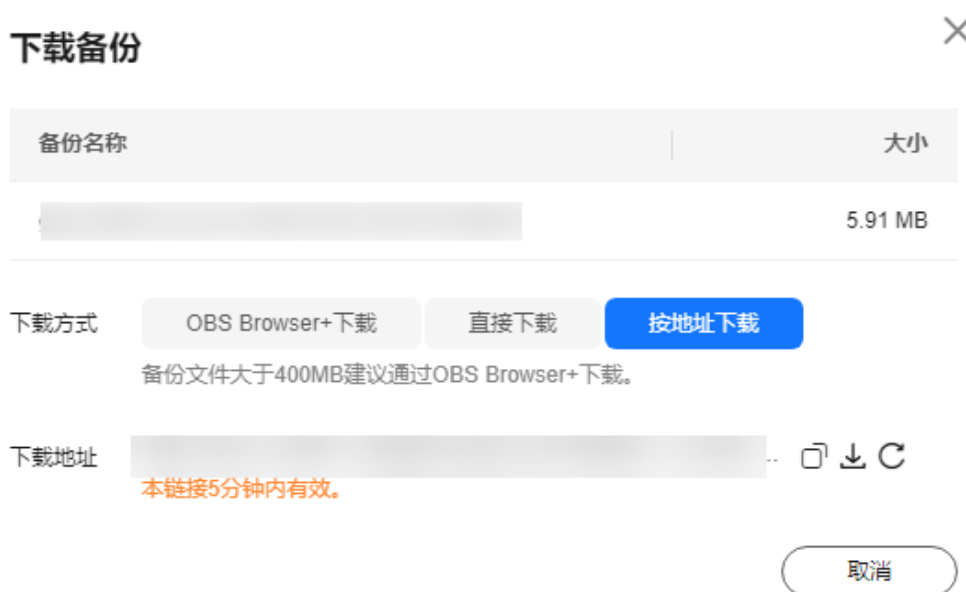 下载备份
备份名称 大小
5.91 MB
下载方式 OBS Browser+下载 直接下载 按地址下载
备份文件大于400MB建议通过OBS Browser+下载。
下载地址 ..
本链接5分钟内有效。
取消